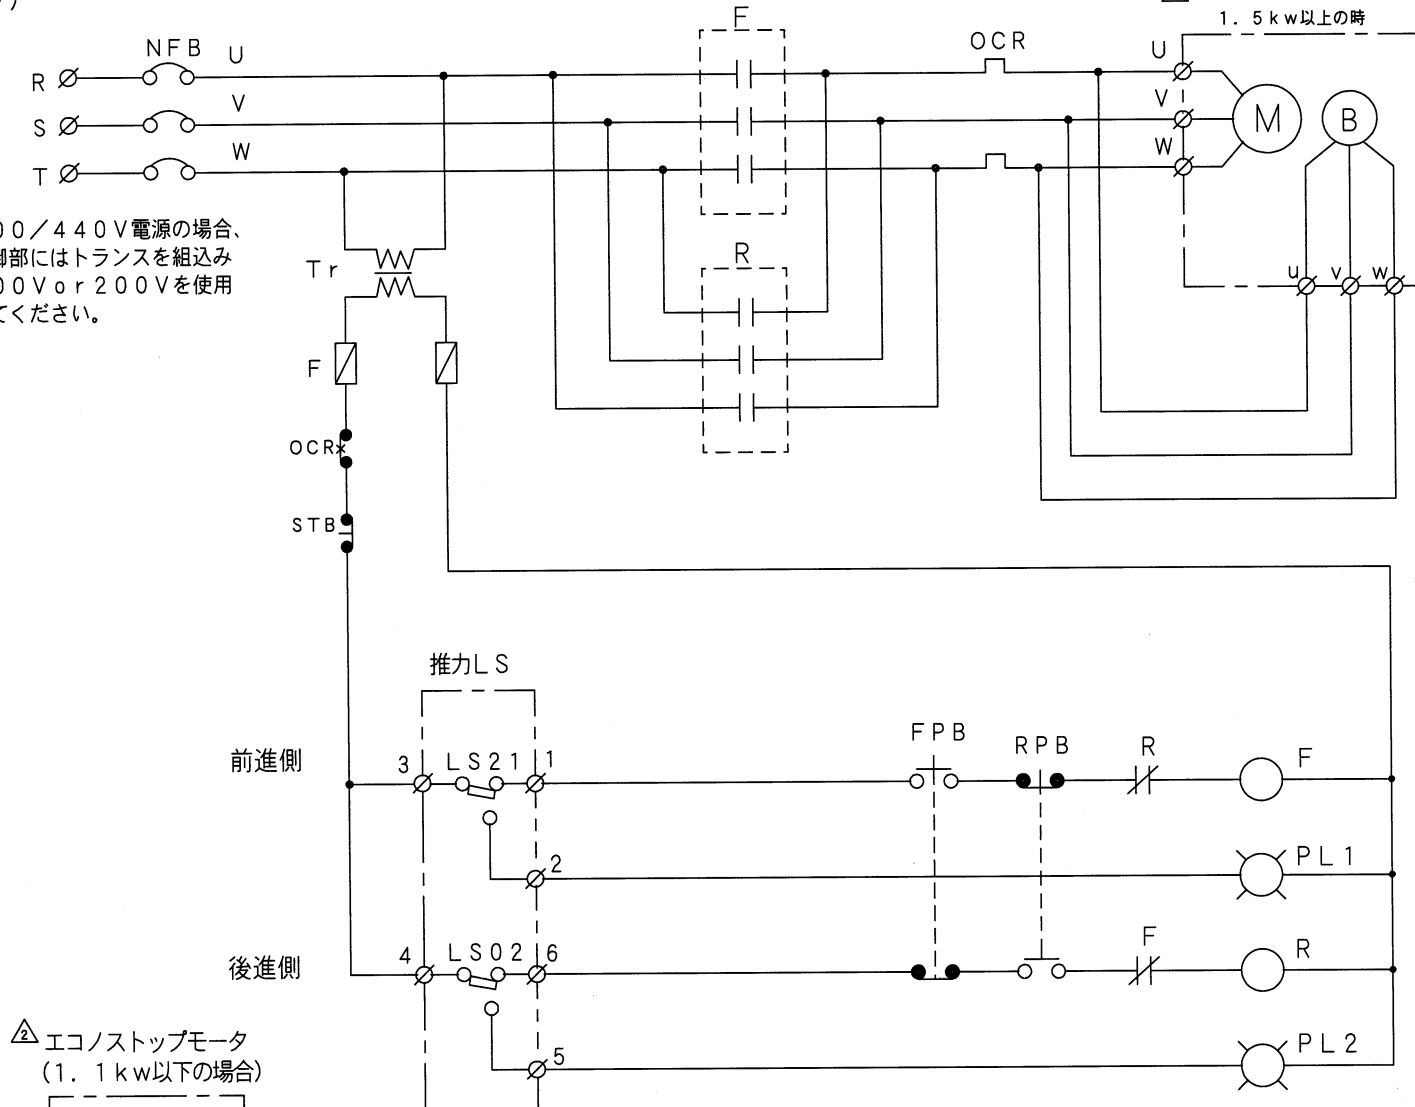 1．5kw以上の時
F
NFB
U
OCR
U
R
V
V
S
M
B
W
W
T
00／440V電源の場合、
御部にはトランスを組込み
00Vor200Vを使用
てください。
R
Tr
u
v
w
F
OCR
STB
推力LS
FPB
RPB
R
F
前進側
3
LS21
1
2
PL1
後進側
4
LS02
6
F
R
2
エコノストップモータ
(1．1kw以下の場合)
5
PL2